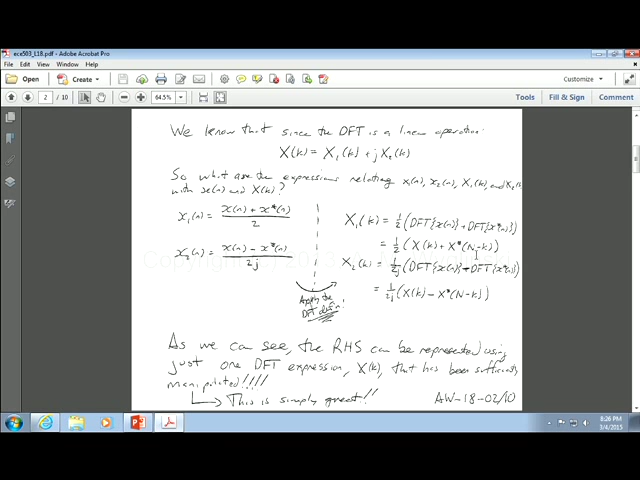 ece503_L18.pdf - Adobe Acrobat Pro
File Edit View Window Help
Open Create Customize
2 / 10 64.5% Tools Fill & Sign Comment
We know that since the DFT is a linear operation:
X(k) = X₁(k) + j X₂(k)
So what are the expressions relating x₁(n), x₂(n), X₁(k), and X₂(k)
with x(n) and X(k)?
x₁(n) = (x(n) + x*(n)) / 2
x₂(n) = (x(n) - x*(n)) / 2j
X₁(k) = 1/2 (DFT{x(n)} + DFT{x*(n)})
= 1/2 (X(k) + X*(N-k))
X₂(k) = 1/2j (DFT{x(n)} + DFT{x*(n)})
= 1/2j (X(k) - X*(N-k))
Apply the
DFT defn!
As we can see, the RHS can be represented using
just one DFT expression, X(k), that has been sufficiently
manipulated!!!!!
This is simply great!!
AW-18-02/10
8:26 PM
3/4/2015